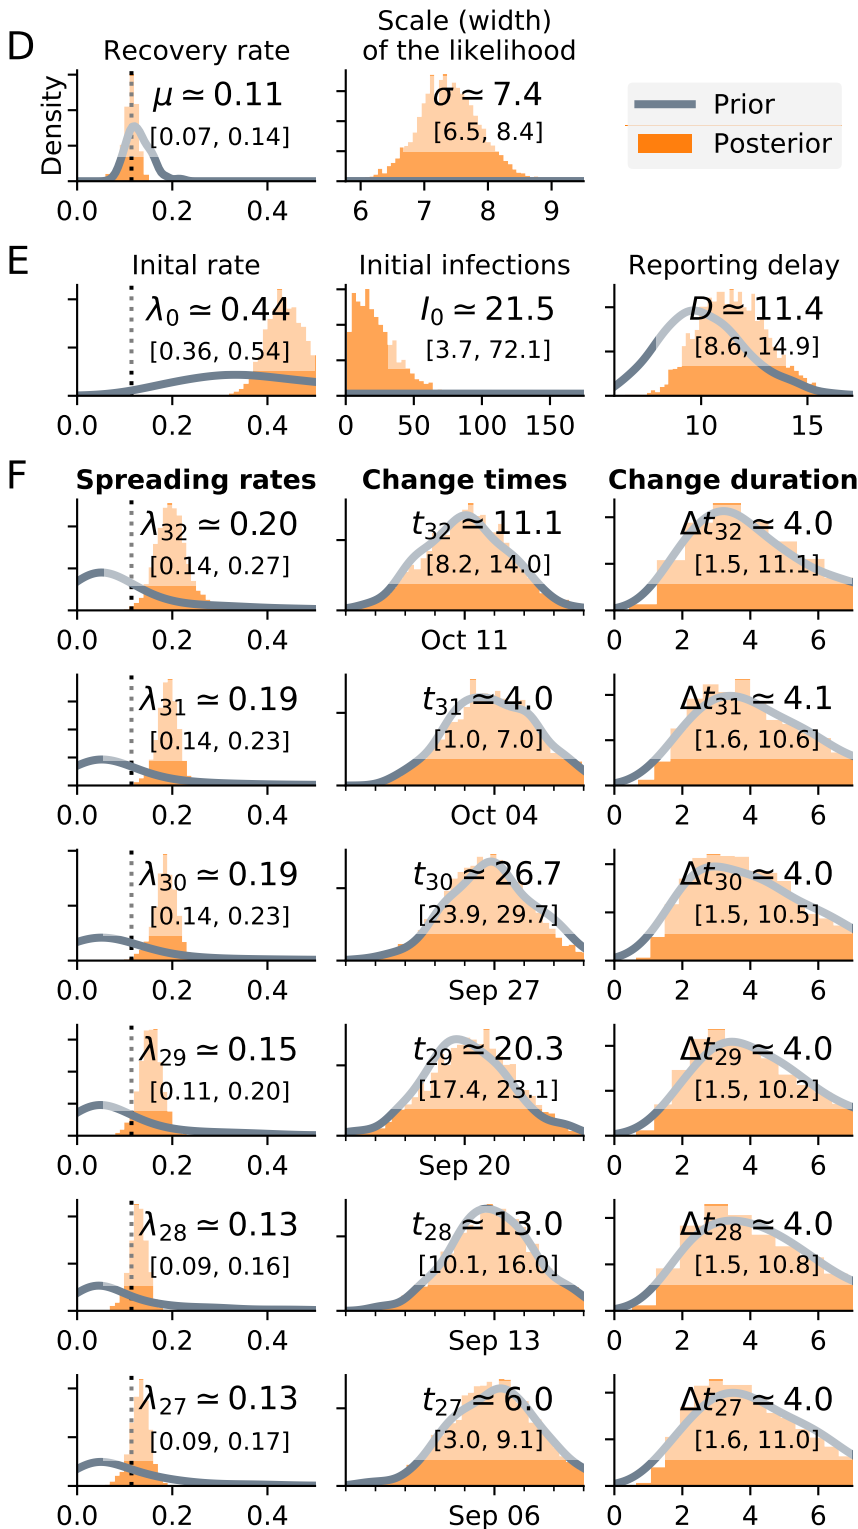 D
Recovery rate
Scale (width)
of the likelihood
Density
μ ≃ 0.11
[0.07, 0.14]
0.0 0.2 0.4
σ ≃ 7.4
[6.5, 8.4]
6 7 8 9
Prior
Posterior
E
Inital rate
λ0 ≃ 0.44
[0.36, 0.54]
0.0 0.2 0.4
Initial infections
I0 ≃ 21.5
[3.7, 72.1]
0 50 100 150
Reporting delay
D ≃ 11.4
[8.6, 14.9]
10 15
F
Spreading rates Change times Change duration
λ32 ≃ 0.20
[0.14, 0.27]
0.0 0.2 0.4
t32 ≃ 11.1
[8.2, 14.0]
Oct 11
Δt32 ≃ 4.0
[1.5, 11.1]
0 2 4 6
λ31 ≃ 0.19
[0.14, 0.23]
0.0 0.2 0.4
t31 ≃ 4.0
[1.0, 7.0]
Oct 04
Δt31 ≃ 4.1
[1.6, 10.6]
0 2 4 6
λ30 ≃ 0.19
[0.14, 0.23]
0.0 0.2 0.4
t30 ≃ 26.7
[23.9, 29.7]
Sep 27
Δt30 ≃ 4.0
[1.5, 10.5]
0 2 4 6
λ29 ≃ 0.15
[0.11, 0.20]
0.0 0.2 0.4
t29 ≃ 20.3
[17.4, 23.1]
Sep 20
Δt29 ≃ 4.0
[1.5, 10.2]
0 2 4 6
λ28 ≃ 0.13
[0.09, 0.16]
0.0 0.2 0.4
t28 ≃ 13.0
[10.1, 16.0]
Sep 13
Δt28 ≃ 4.0
[1.5, 10.8]
0 2 4 6
λ27 ≃ 0.13
[0.09, 0.17]
0.0 0.2 0.4
t27 ≃ 6.0
[3.0, 9.1]
Sep 06
Δt27 ≃ 4.0
[1.6, 11.0]
0 2 4 6